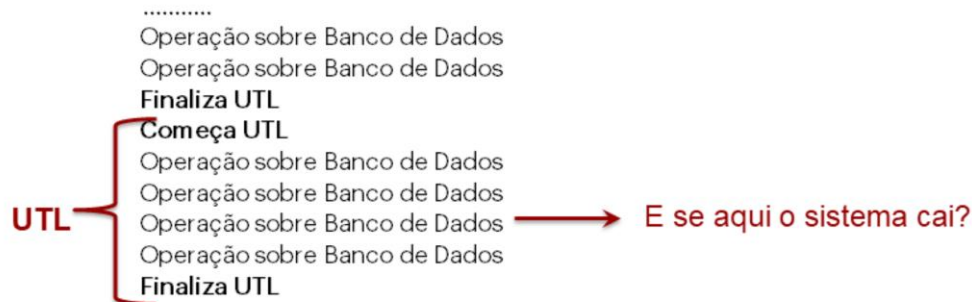 ...........
Operação sobre Banco de Dados
Operação sobre Banco de Dados
Finaliza UTL
Começa UTL
Operação sobre Banco de Dados
Operação sobre Banco de Dados
UTL
Operação sobre Banco de Dados
E se aqui o sistema cai?
Operação sobre Banco de Dados
Finaliza UTL